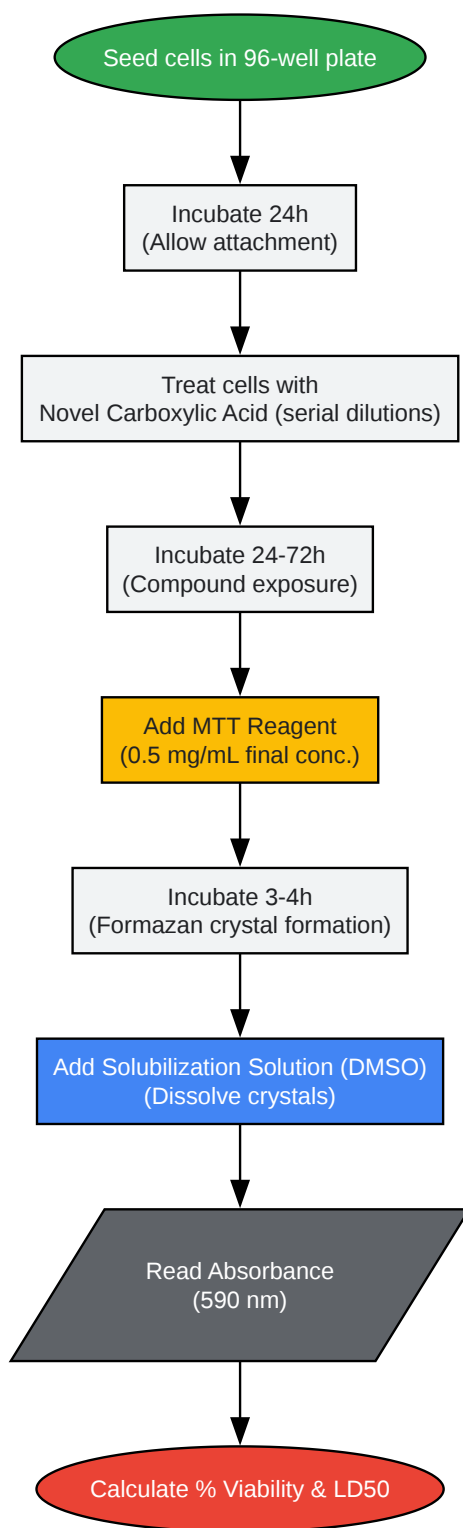 Seed cells in 96-well plate
Incubate 24h
(Allow attachment)
Treat cells with
Novel Carboxylic Acid (serial dilutions)
Incubate 24-72h
(Compound exposure)
Add MTT Reagent
(0.5 mg/mL final conc.)
Incubate 3-4h
(Formazan crystal formation)
Add Solubilization Solution (DMSO)
(Dissolve crystals)
Read Absorbance
(590 nm)
Calculate % Viability & LD50